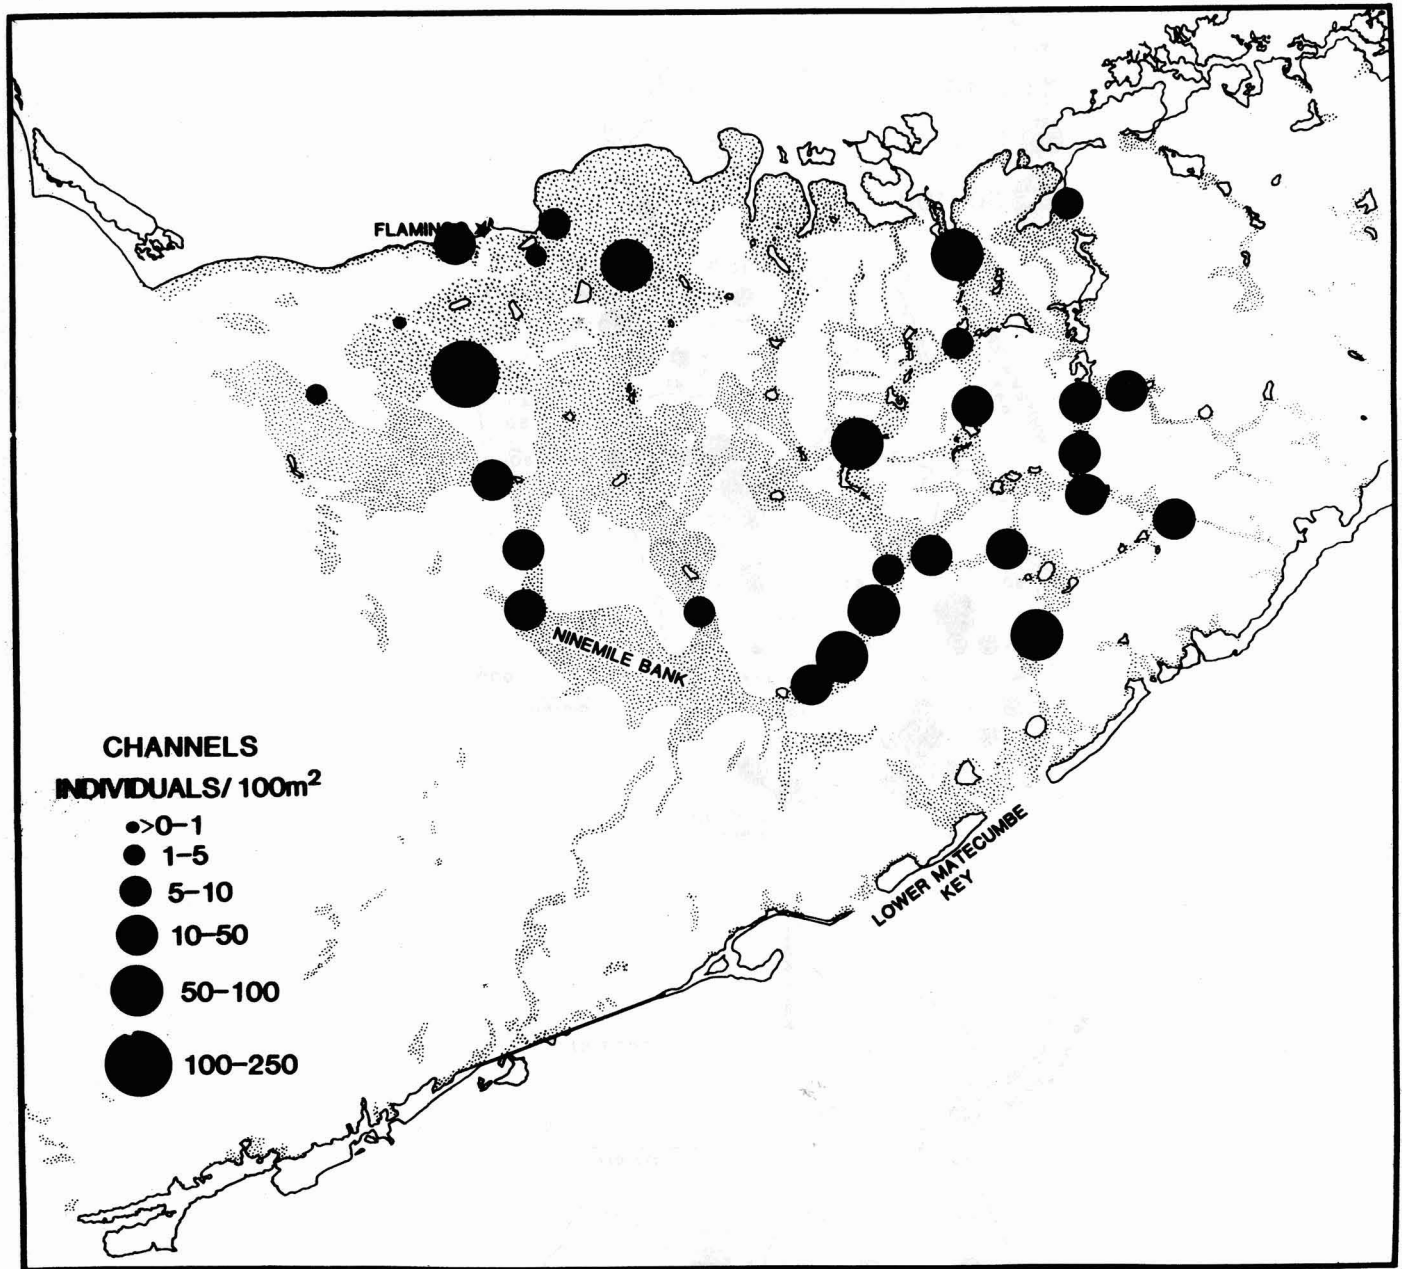 FLAMINGO
NINEMILE BANK
CHANNELS
INDIVIDUALS/ 100m²
>0–1
1–5
5–10
10–50
50–100
100–250
LOWER MATECUMBE
KEY